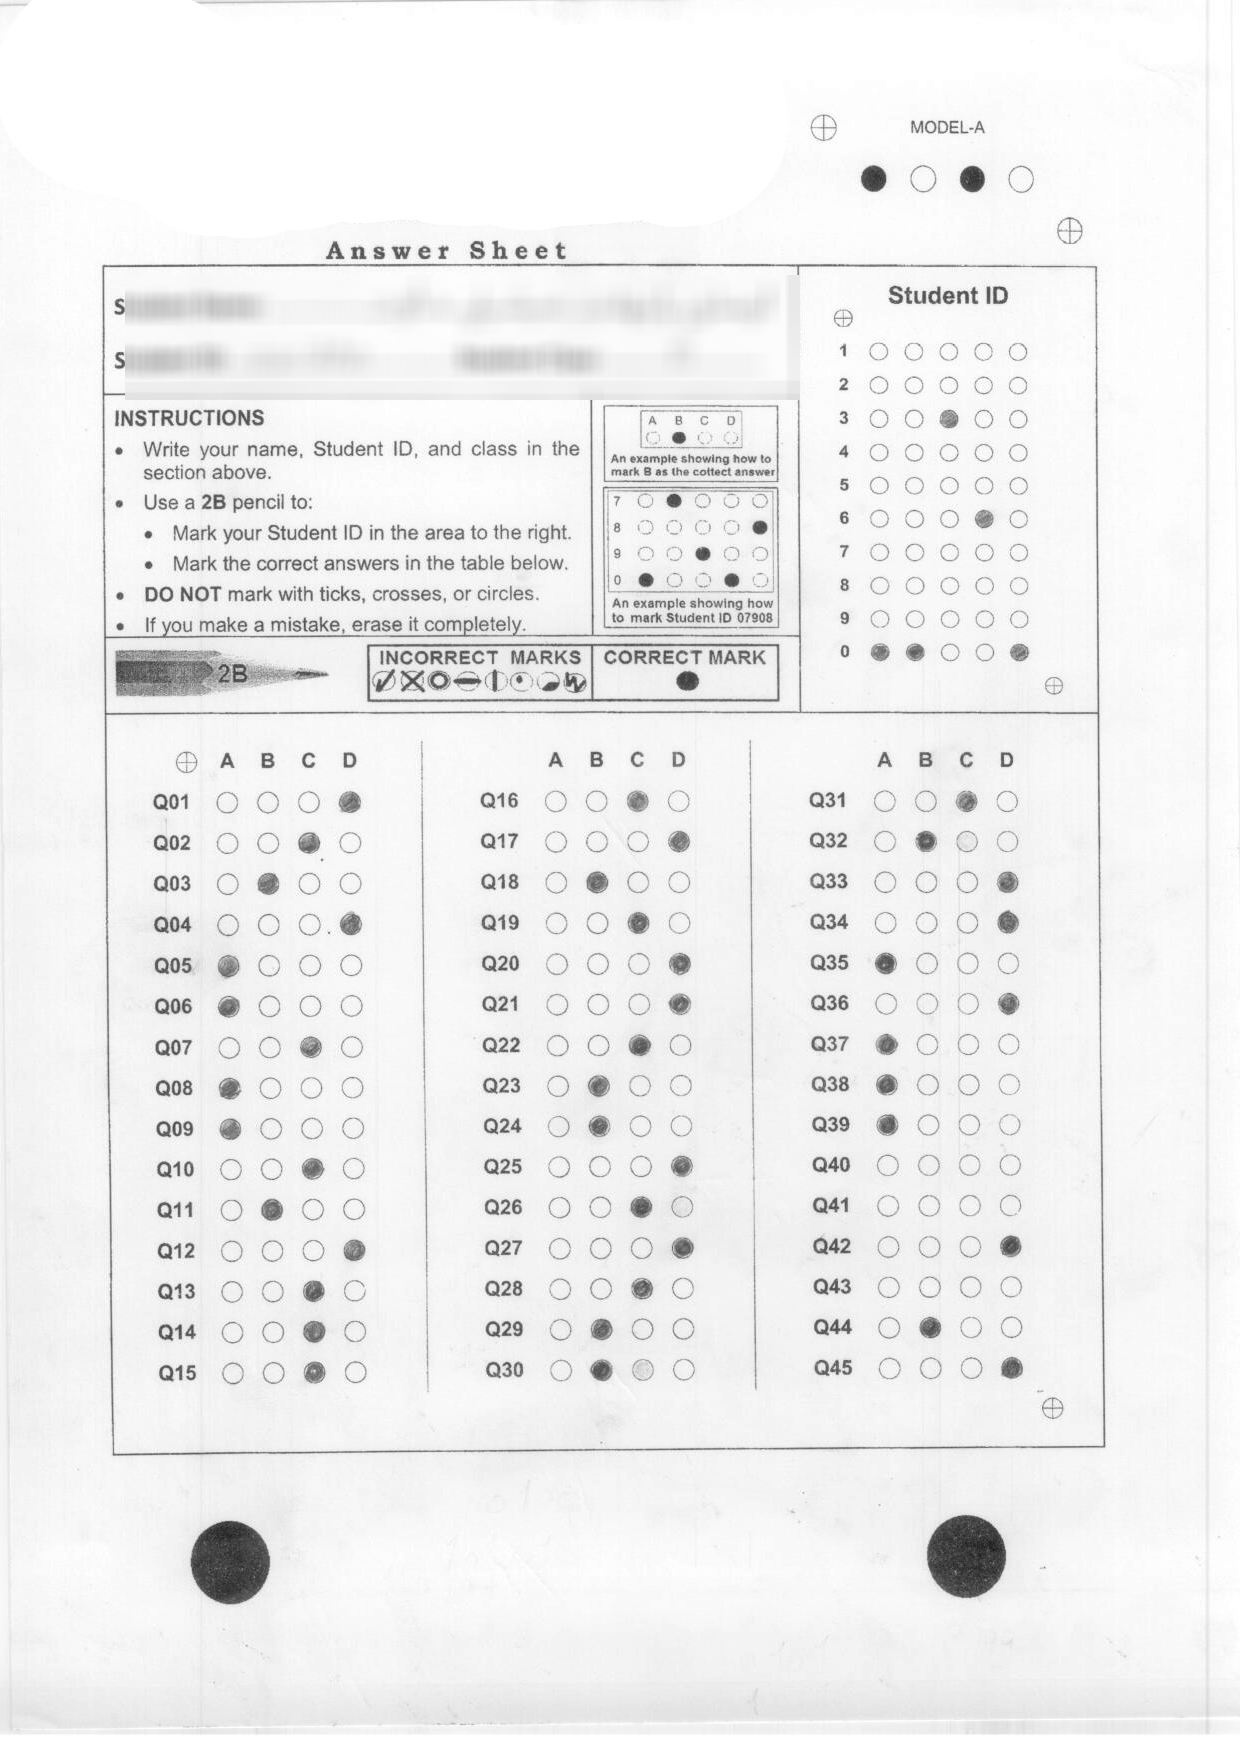 MODEL-A
Answer Sheet
S
S
Student ID
1
2
3
4
5
6
7
8
9
0
INSTRUCTIONS
• Write your name, Student ID, and class in the
section above.
• Use a 2B pencil to:
• Mark your Student ID in the area to the right.
• Mark the correct answers in the table below.
• DO NOT mark with ticks, crosses, or circles.
• If you make a mistake, erase it completely.
A B C D
An example showing how to
mark B as the cottect answer
7
8
9
0
An example showing how
to mark Student ID 07908
2B
INCORRECT MARKS
CORRECT MARK
A B C D
Q01
Q02
Q03
Q04
Q05
Q06
Q07
Q08
Q09
Q10
Q11
Q12
Q13
Q14
Q15
A B C D
Q16
Q17
Q18
Q19
Q20
Q21
Q22
Q23
Q24
Q25
Q26
Q27
Q28
Q29
Q30
A B C D
Q31
Q32
Q33
Q34
Q35
Q36
Q37
Q38
Q39
Q40
Q41
Q42
Q43
Q44
Q45